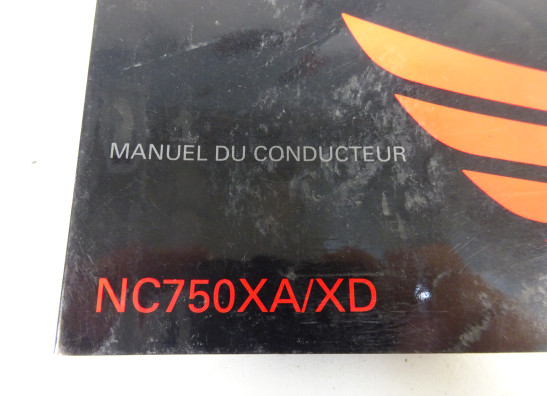 MANUEL DU CONDUCTEUR
NC750XA/XD